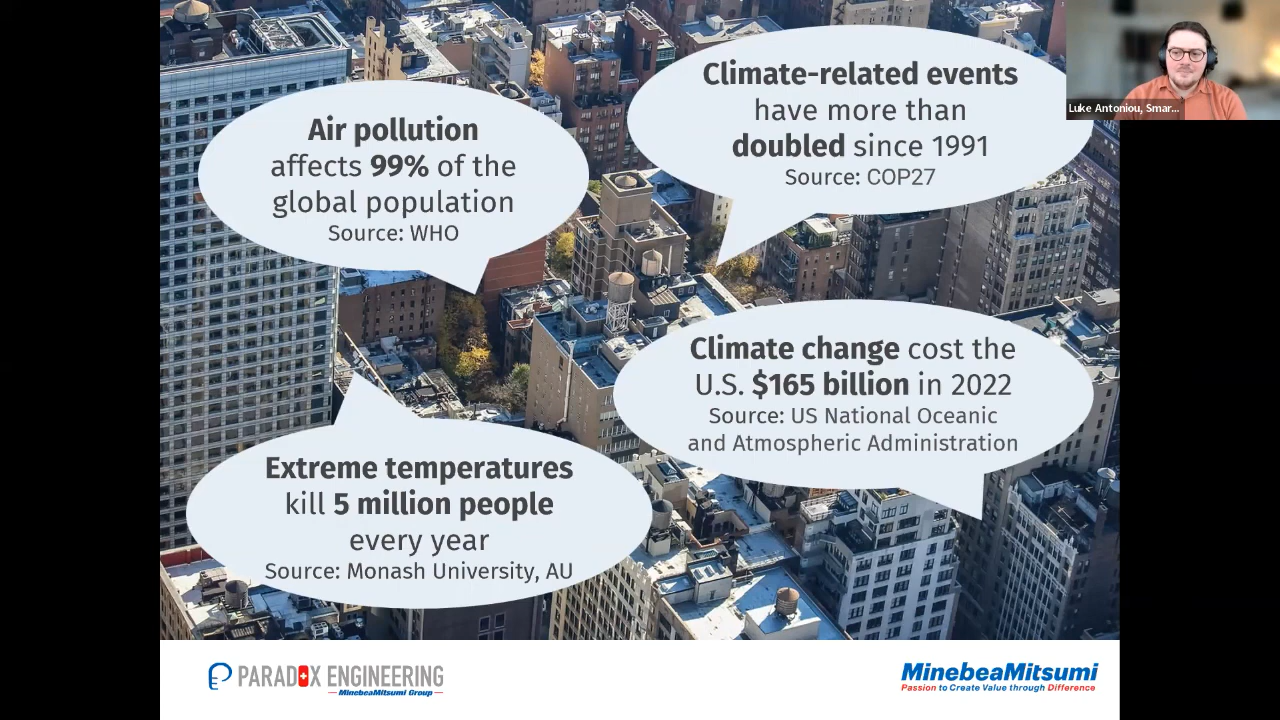 Air pollution
affects 99% of the
global population
Source: WHO
Climate-related events
have more than
doubled since 1991
Source: COP27
Luke Antoniou, Smar...
Extreme temperatures
kill 5 million people
every year
Source: Monash University, AU
Climate change cost the
U.S. $165 billion in 2022
Source: US National Oceanic
and Atmospheric Administration
PARADOX ENGINEERING
MinebeaMitsumi Group
MinebeaMitsumi
Passion to Create Value through Difference